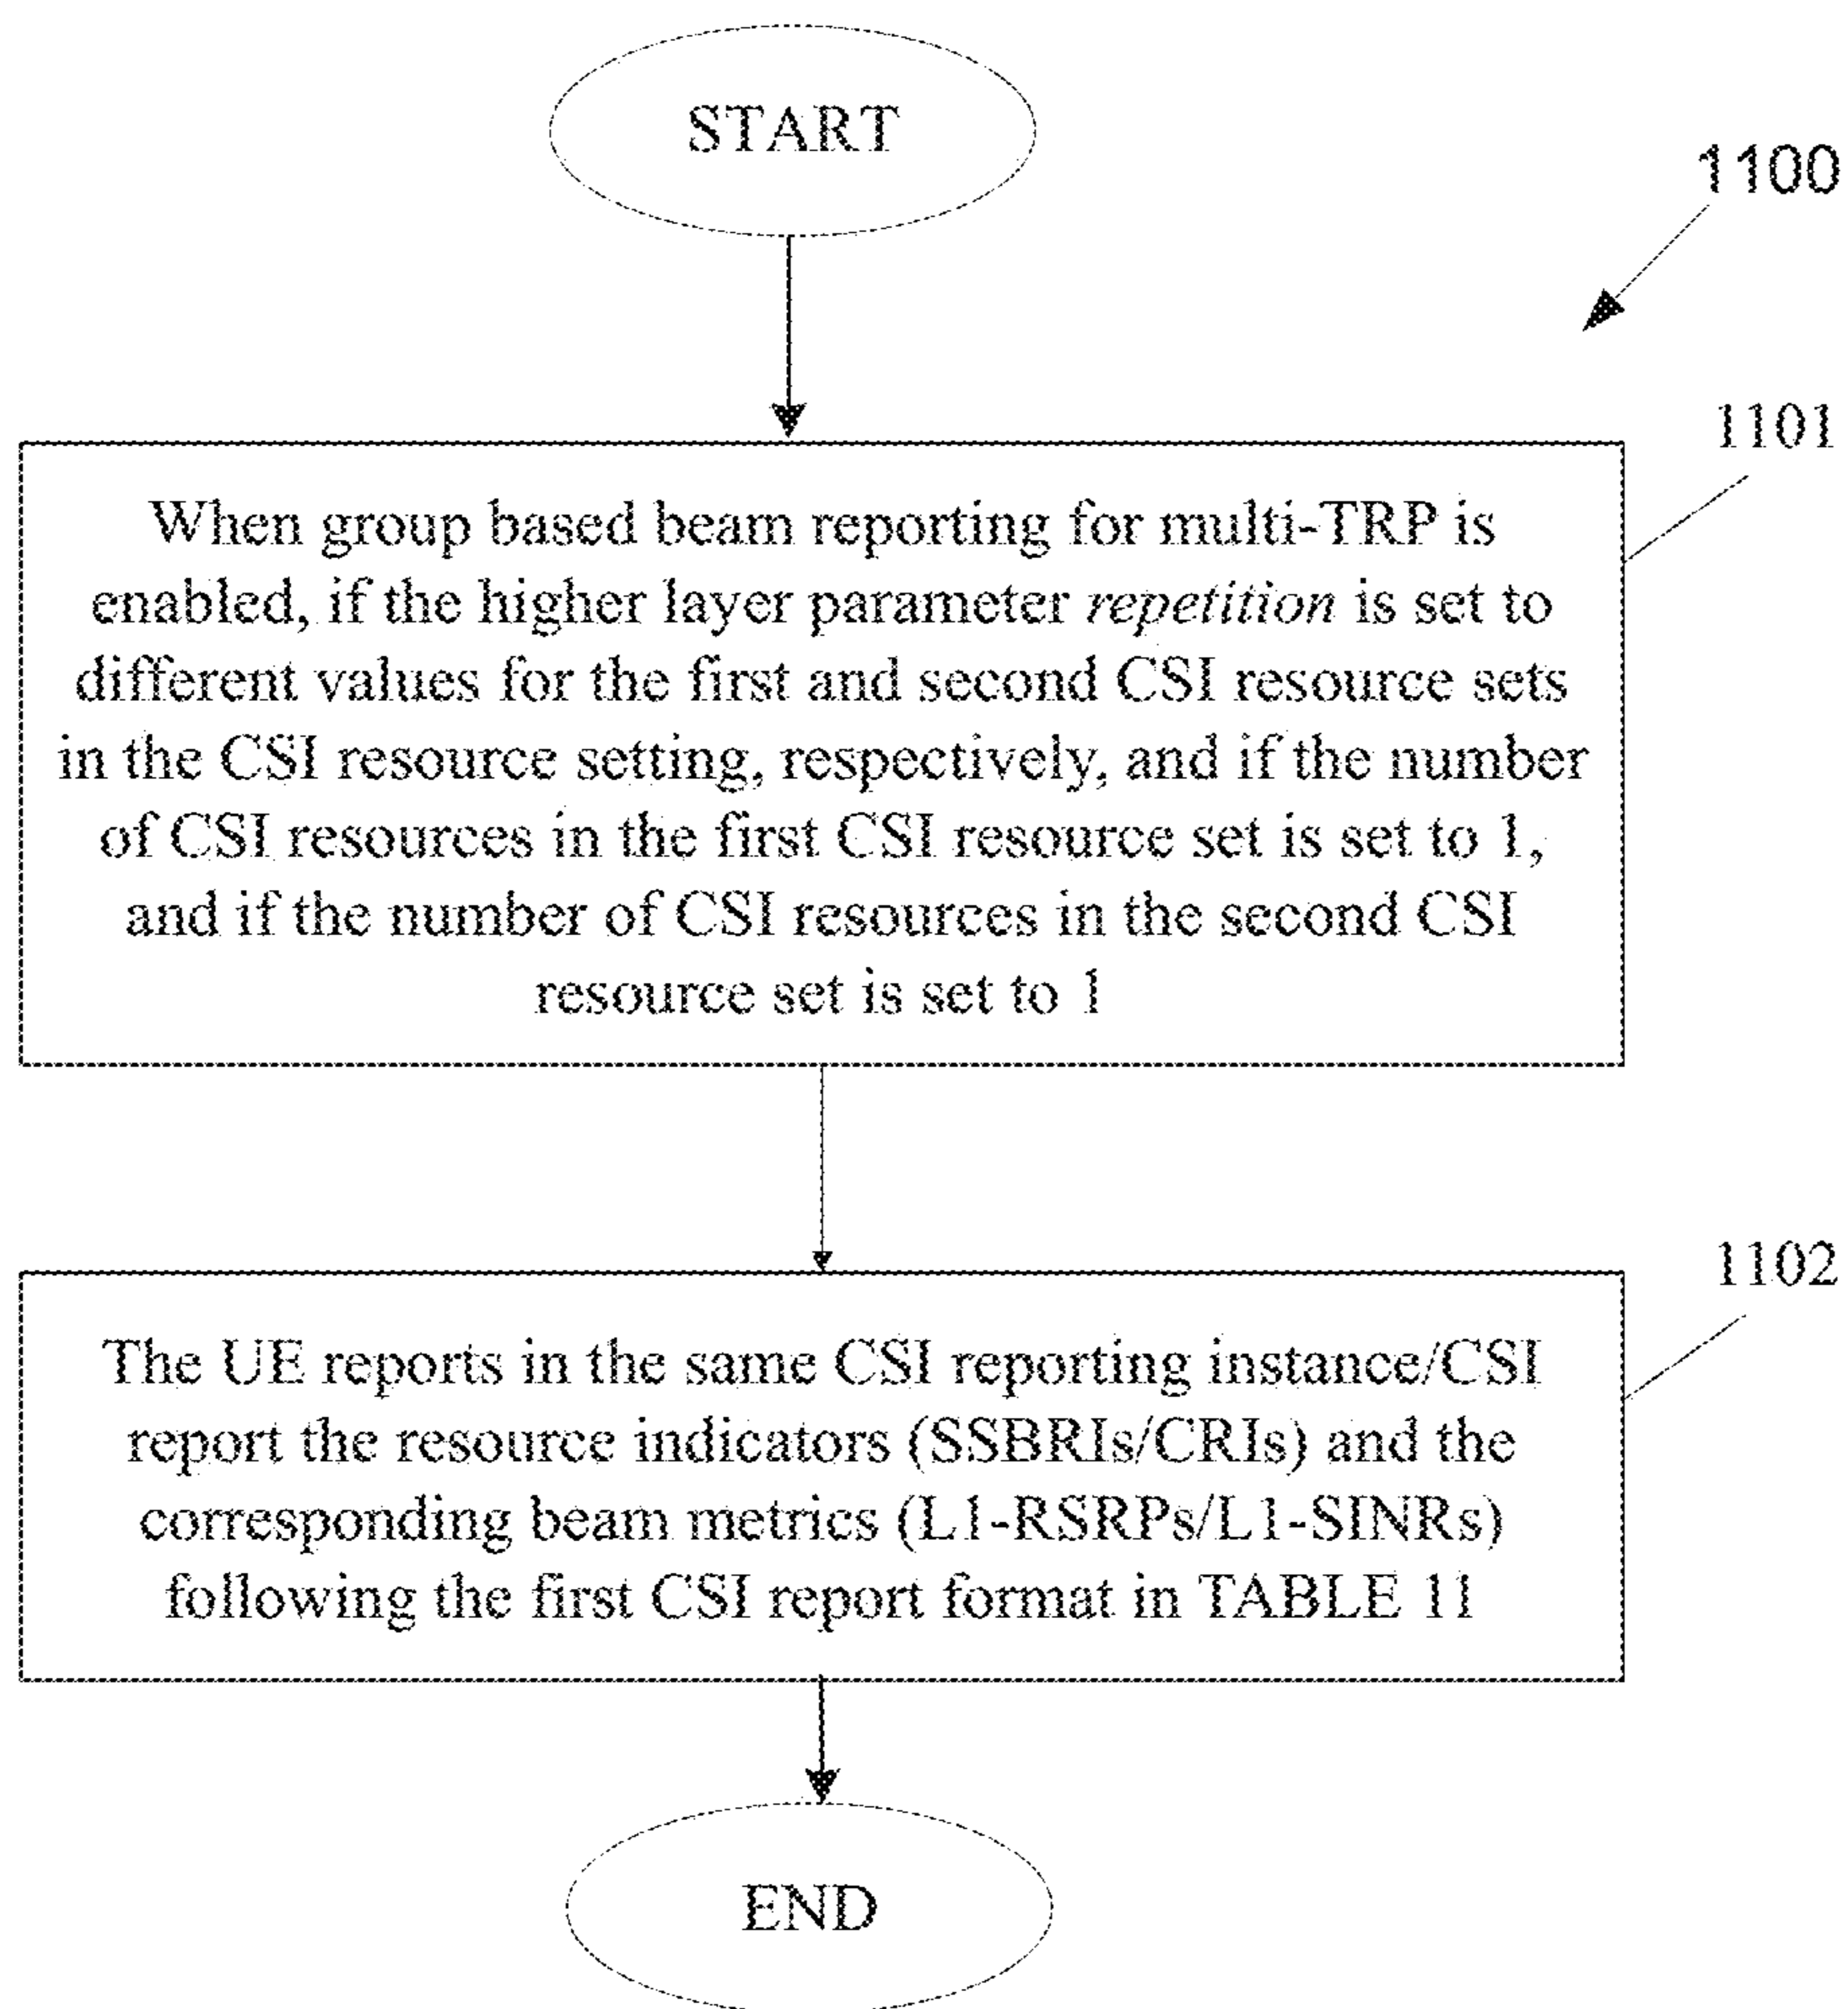 START
1100
1101
When group based beam reporting for multi-TRP is
enabled, if the higher layer parameter repetition is set to
different values for the first and second CSI resource sets
in the CSI resource setting, respectively, and if the number
of CSI resources in the first CSI resource set is set to 1,
and if the number of CSI resources in the second CSI
resource set is set to 1
1102
The UE reports in the same CSI reporting instance/CSI
report the resource indicators (SSBRIs/CRIs) and the
corresponding beam metrics (L1-RSRPs/L1-SINRs)
following the first CSI report format in TABLE 11
END